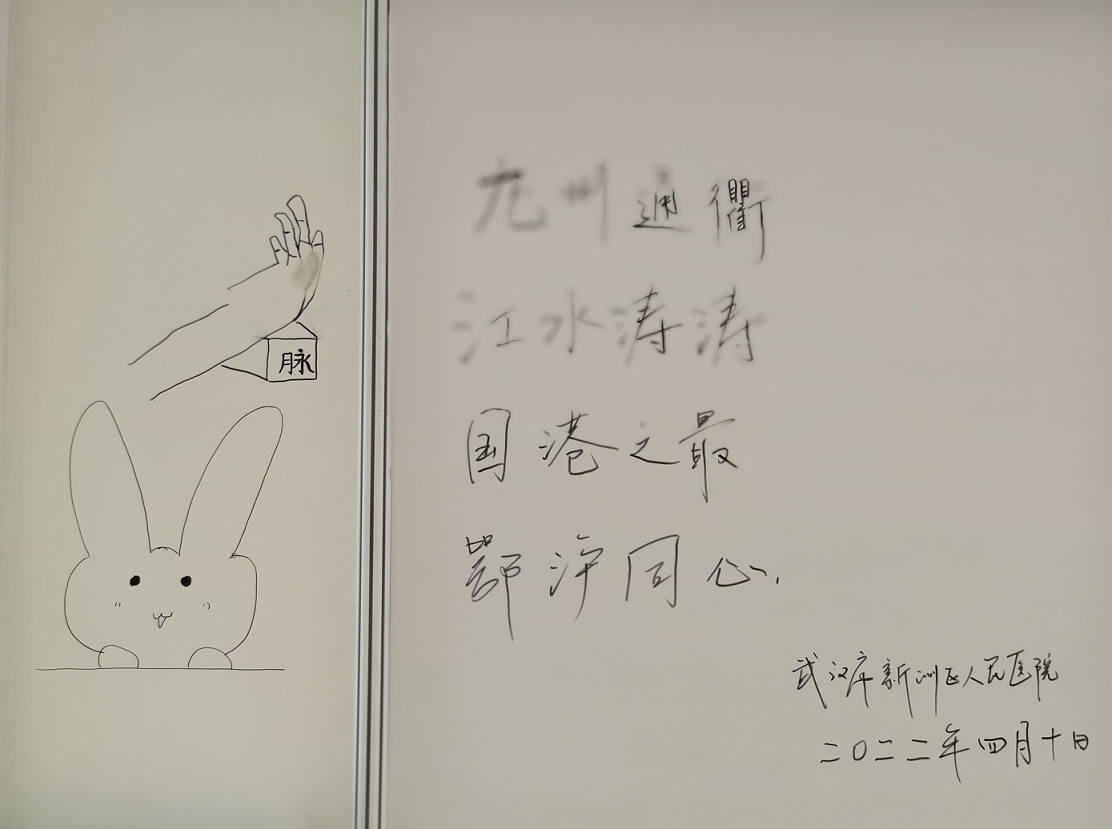 脉
九州通衢
江水涛涛
国港之最
鄂沪同心.
武汉市新洲区人民医院
二〇二二年四月十日